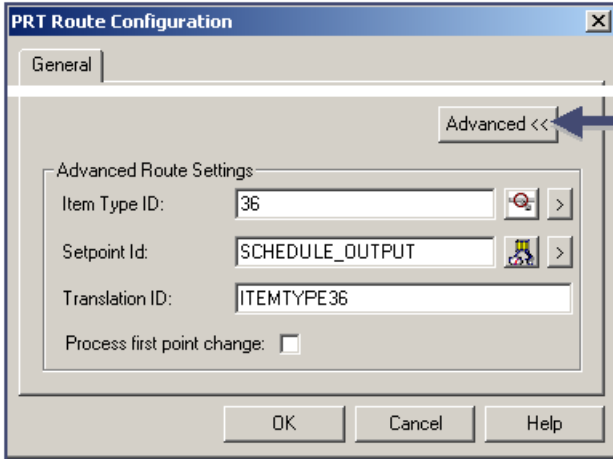 PRT Route Configuration
General
Advanced <<
Advanced Route Settings
Item Type ID: 36 >
Setpoint Id: SCHEDULE_OUTPUT >
Translation ID: ITEMTYPE36
Process first point change:
OK Cancel Help